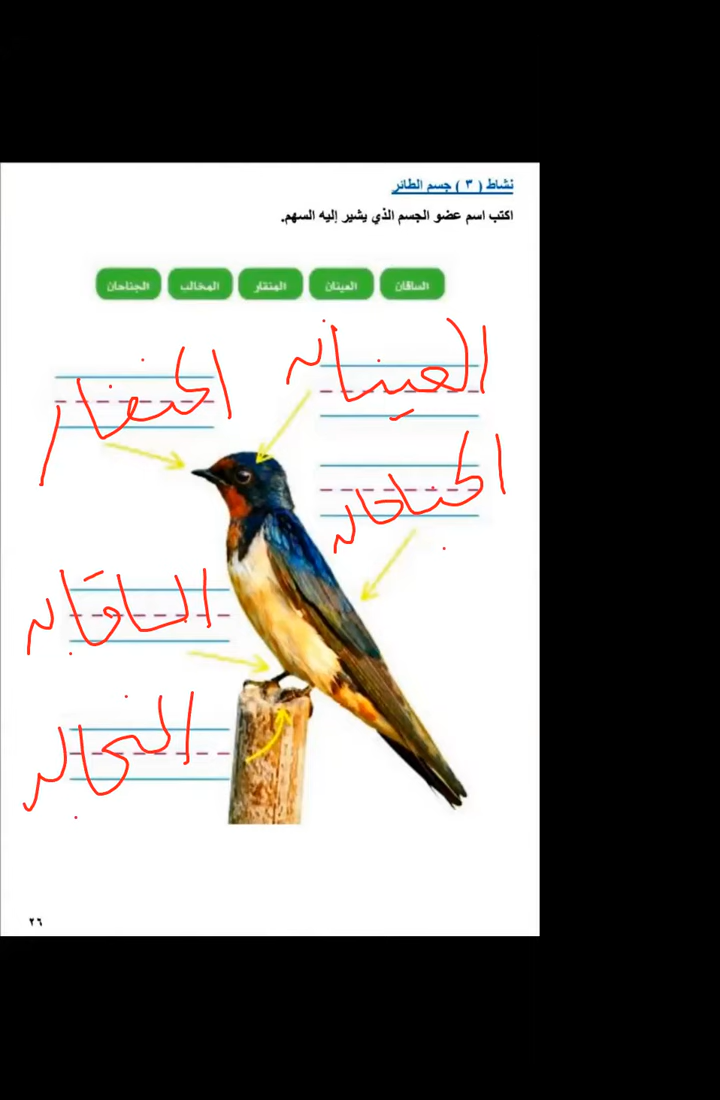 نشاط ( ٣ ) جسم الطائر
اكتب اسم عضو الجسم الذي يشير إليه السهم.
الساقان العينان المنقار المخالب الجناحان
العينان
المنقار
الجناحان
الساقان
المخالب
٢٦